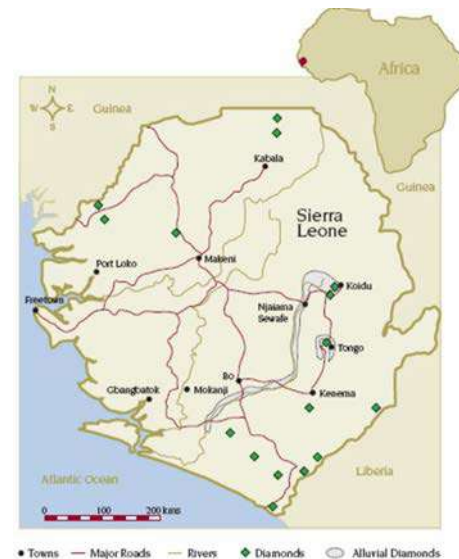 Africa
N
W E
S
Guinea
Kabala
Guinea
Sierra
Leone
Port Loko
Makeni
Koidu
Freetown
Njaiama
Sewafe
Tongo
Bo
Gbangbatok
Mokanji
Kenema
Atlantic Ocean
Liberia
0 100 200 kms
Towns Major Roads Rivers Diamonds Alluvial Diamonds